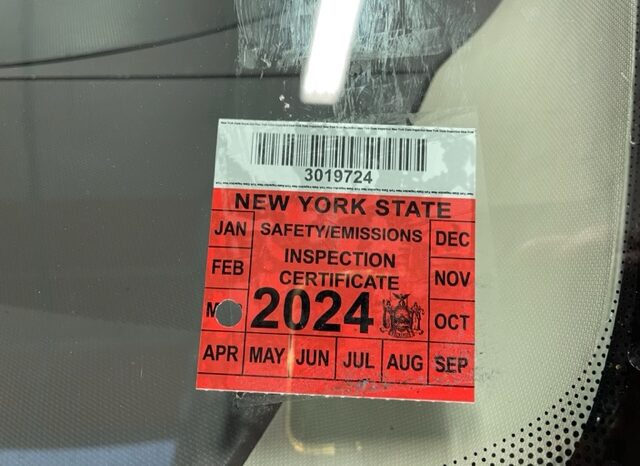 3019724
NEW YORK STATE
JAN SAFETY/EMISSIONS DEC
FEB INSPECTION NOV
CERTIFICATE
2024 OCT
APR MAY JUN JUL AUG SEP